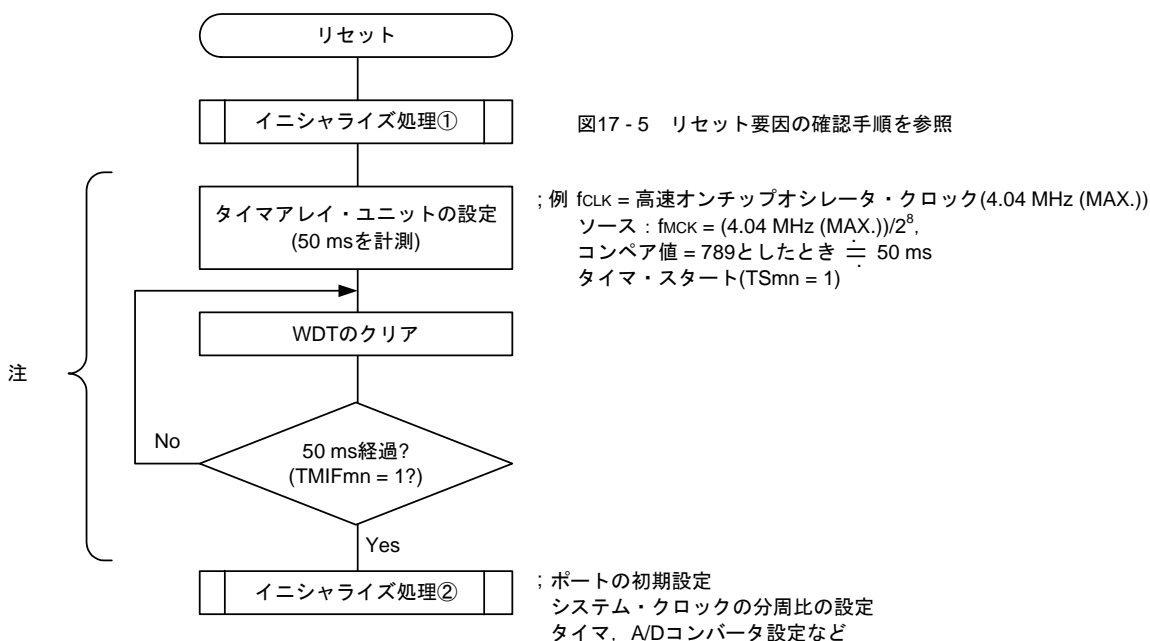 リセット
イニシャライズ処理①
図17 - 5　リセット要因の確認手順を参照
タイマアレイ・ユニットの設定
(50 msを計測)
; 例 fCLK = 高速オンチップオシレータ・クロック(4.04 MHz (MAX.))
ソース : fMCK = (4.04 MHz (MAX.))/2⁸,
コンペア値 = 789としたとき ≒ 50 ms
タイマ・スタート(TSmn = 1)
WDTのクリア
注
No
50 ms経過?
(TMIFmn = 1?)
Yes
イニシャライズ処理②
; ポートの初期設定
システム・クロックの分周比の設定
タイマ，A/Dコンバータ設定など